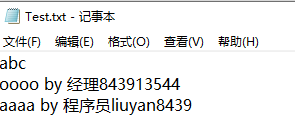 Test.txt - 记事本
文件(F) 编辑(E) 格式(O) 查看(V) 帮助(H)
abc
oooo by 经理843913544
aaaa by 程序员liuyan8439